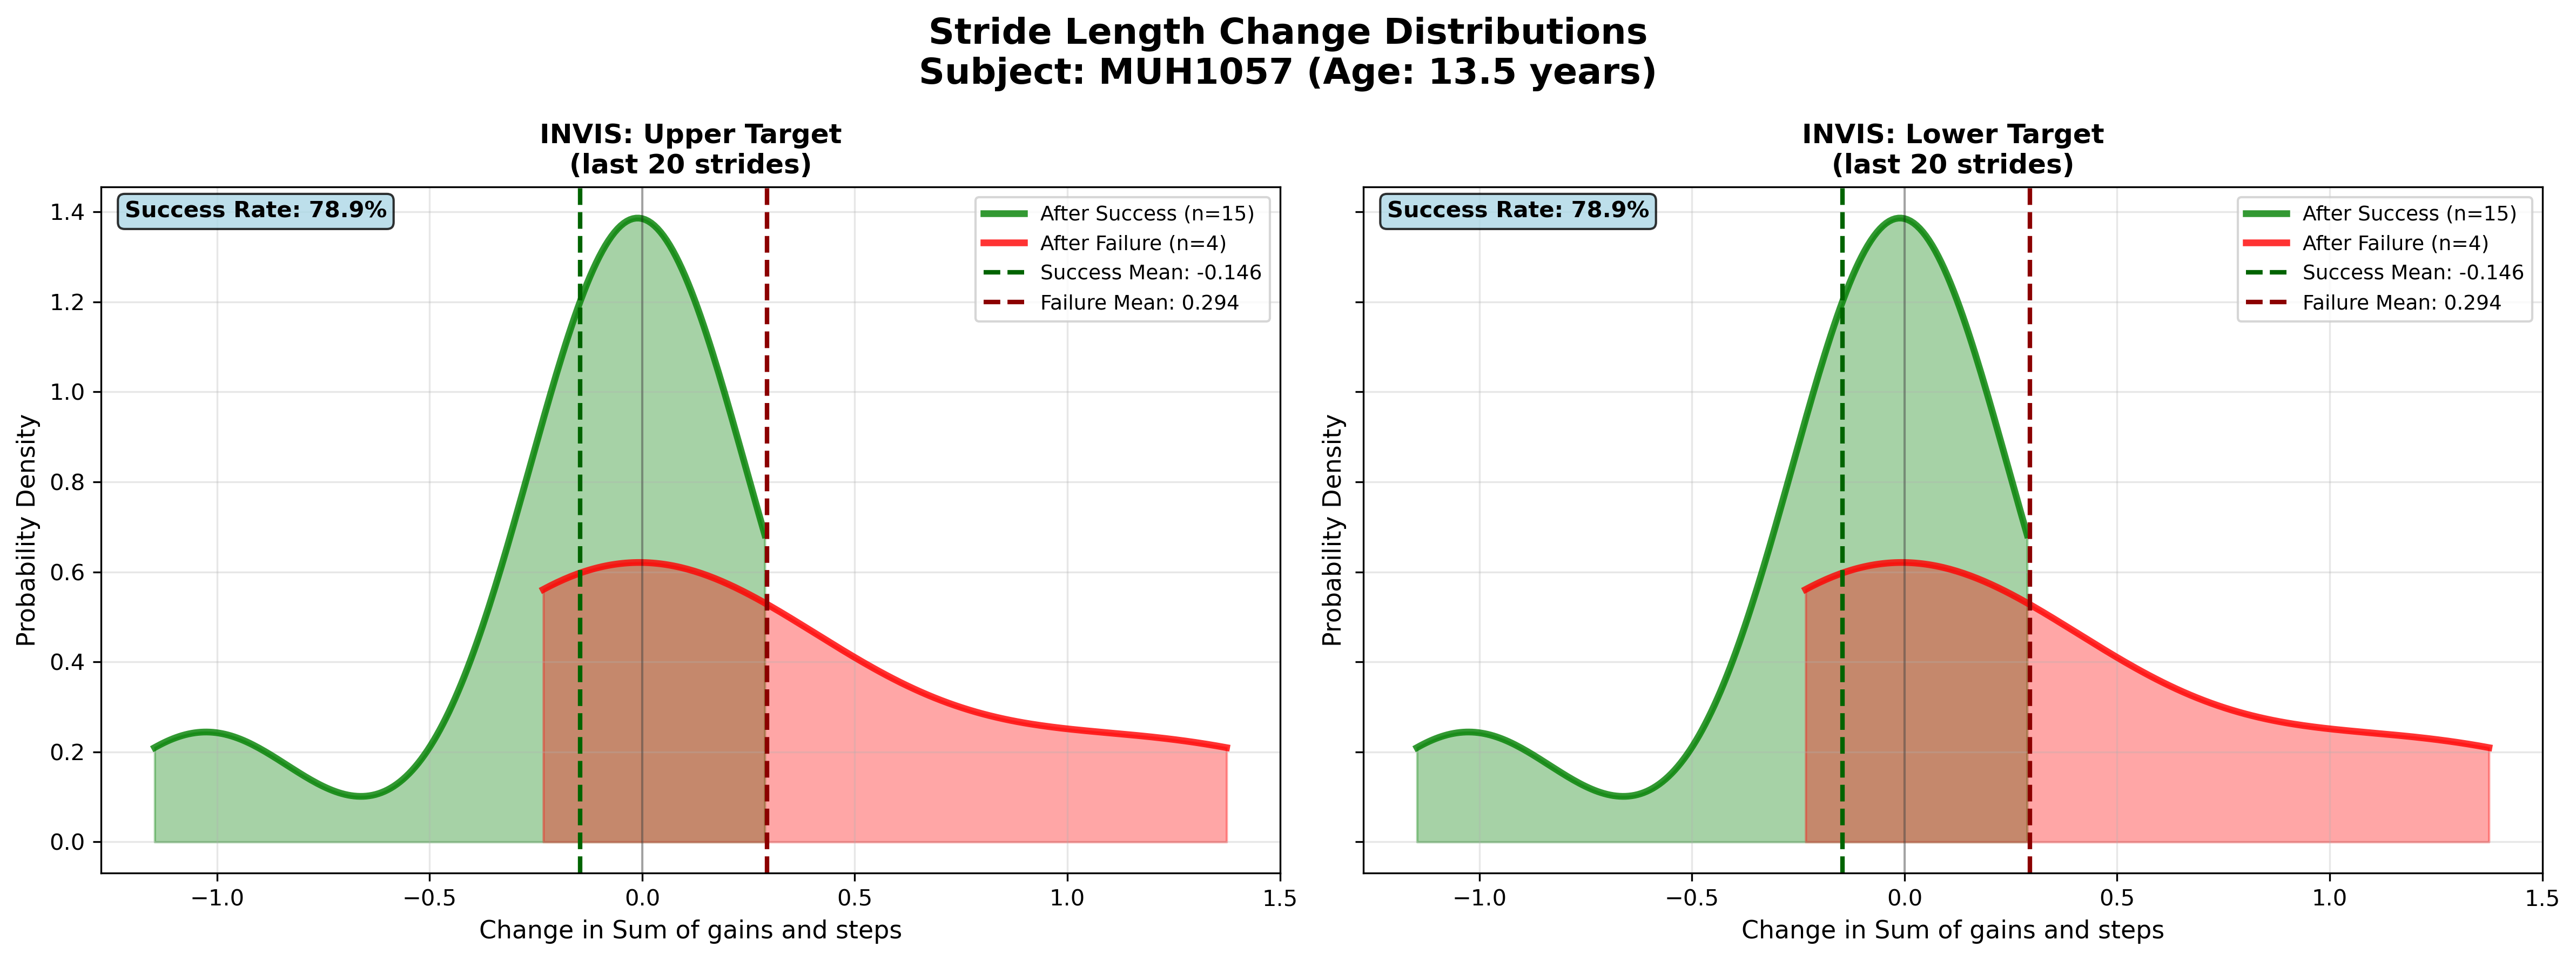 Stride Length Change Distributions
Subject: MUH1057 (Age: 13.5 years)
INVIS: Upper Target
(last 20 strides)
Success Rate: 78.9%
After Success (n=15)
After Failure (n=4)
Success Mean: -0.146
Failure Mean: 0.294
Probability Density
1.4
1.2
1.0
0.8
0.6
0.4
0.2
0.0
−1.0
−0.5
0.0
0.5
1.0
1.5
Change in Sum of gains and steps
INVIS: Lower Target
(last 20 strides)
Success Rate: 78.9%
After Success (n=15)
After Failure (n=4)
Success Mean: -0.146
Failure Mean: 0.294
Probability Density
−1.0
−0.5
0.0
0.5
1.0
1.5
Change in Sum of gains and steps